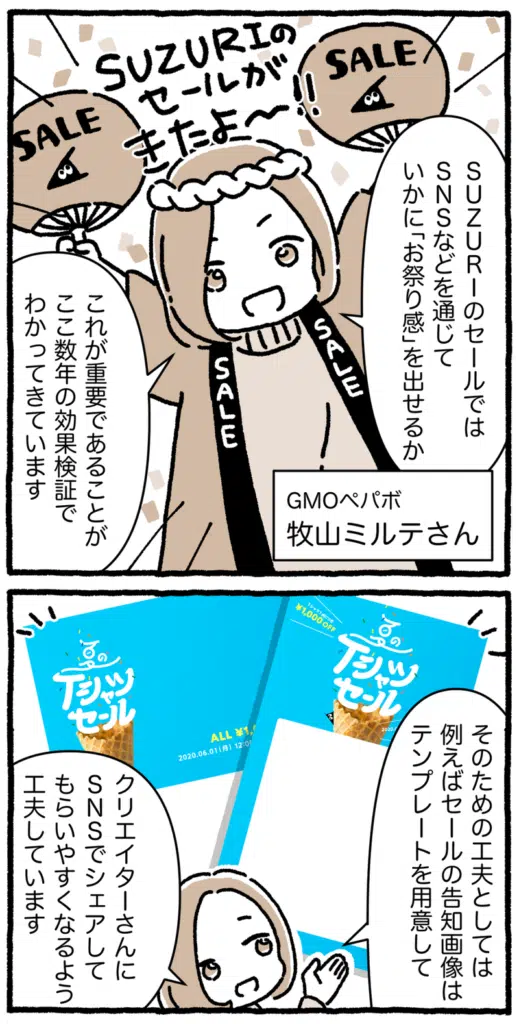 SUZURIの
セールが
きたよ〜!!
SALE
SALE
SUZURIのセールでは
SNSなどを通じて
いかに「お祭り感」を出せるか
これが重要であることが
ここ数年の効果検証で
わかってきています
SALE
SALE
GMOペパボ
牧山ミルテさん
夏の
Tシャツ
セール
ALL ¥1,
2020.06.01(月) 12:0
夏の
Tシャツ
セール
¥1,000 OFF
2020
そのための工夫としては
例えばセールの告知画像は
テンプレートを用意して
クリエイターさんに
SNSでシェアして
もらいやすくなるよう
工夫しています